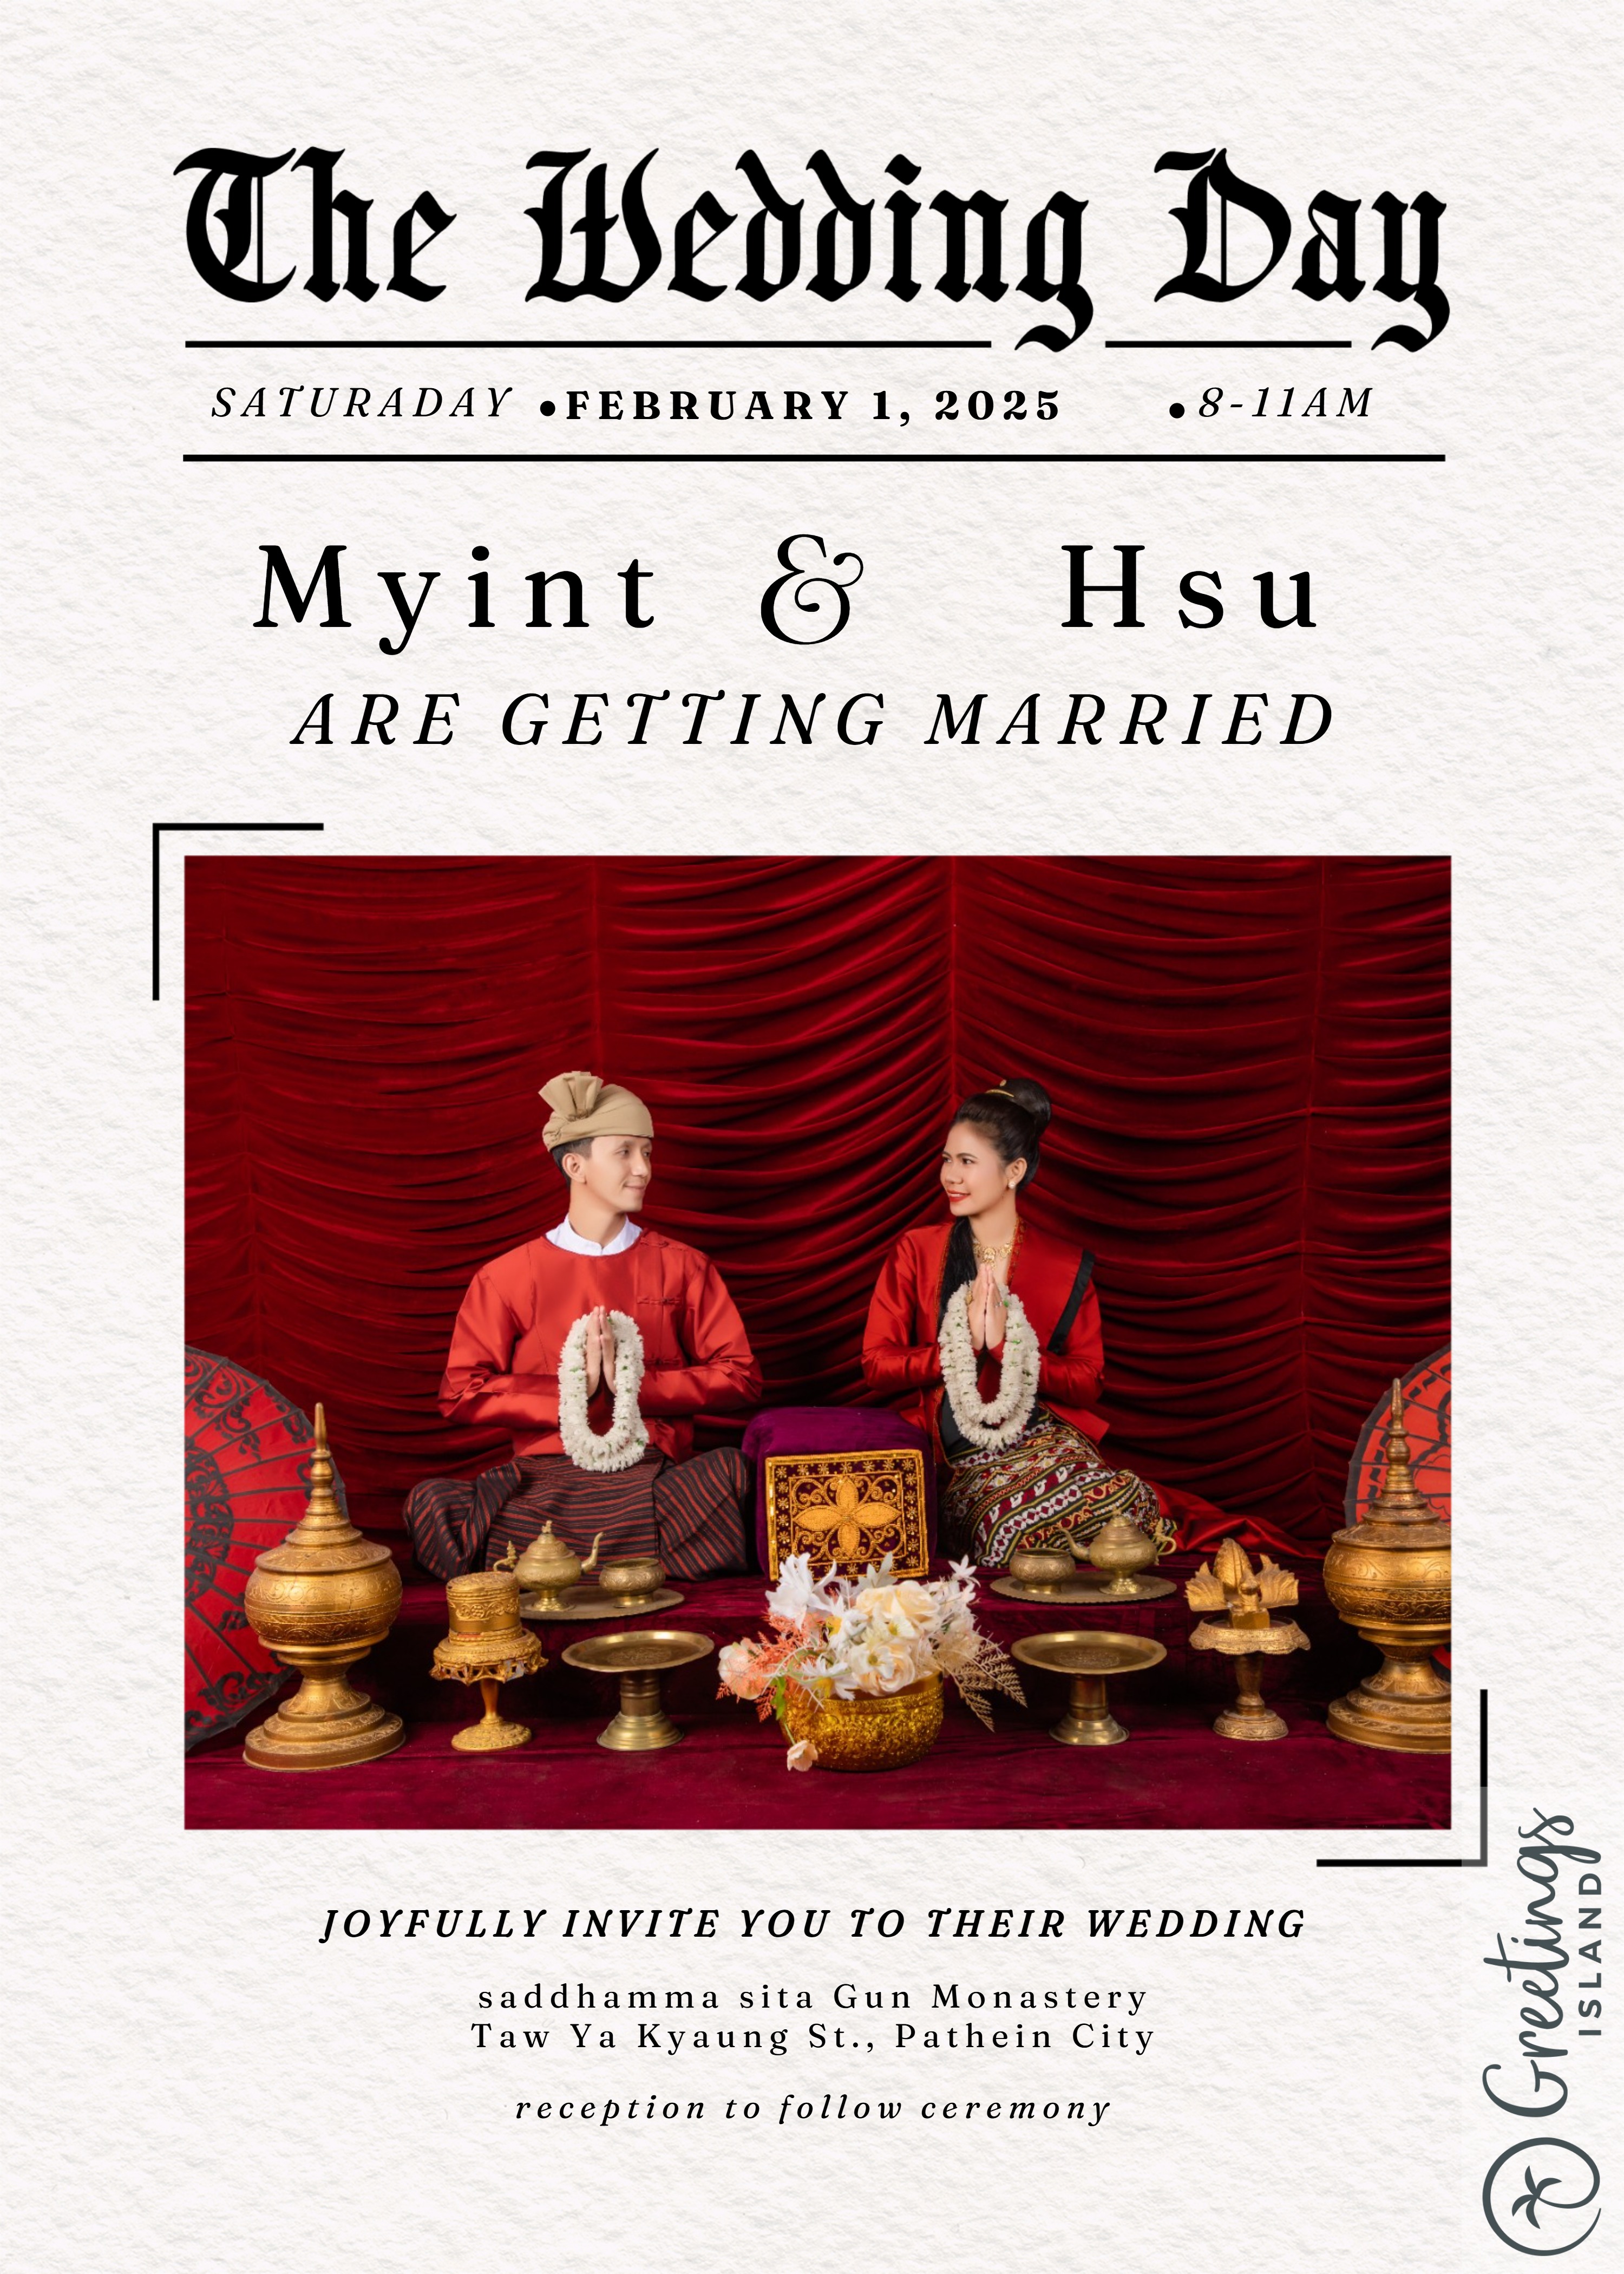 The Wedding Day
SATURADAY •FEBRUARY 1, 2025 •8-11AM
Myint & Hsu
ARE GETTING MARRIED
JOYFULLY INVITE YOU TO THEIR WEDDING
saddhamma sita Gun Monastery
Taw Ya Kyaung St., Pathein City
reception to follow ceremony
Greetings
ISLAND